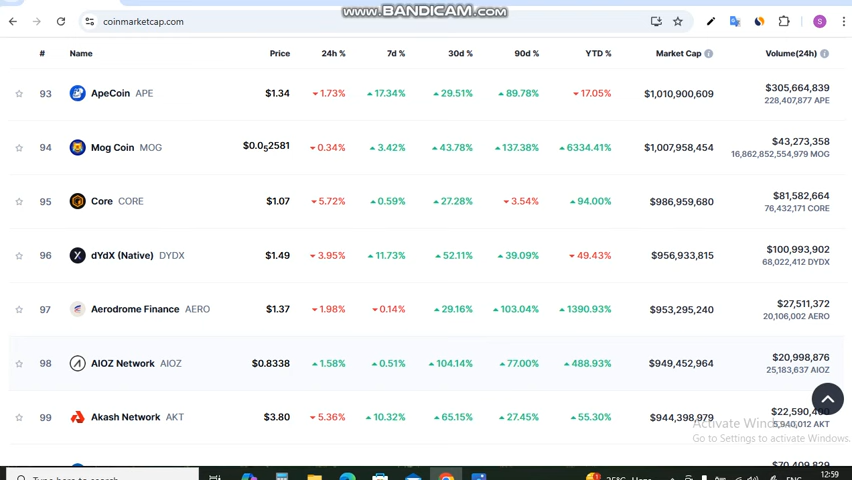 www.BANDICAM.com
coinmarketcap.com
S
# Name Price 24h % 7d % 30d % 90d % YTD % Market Cap Volume(24h)
93 ApeCoin APE $1.34 1.73% 17.34% 29.51% 89.78% 17.05% $1,010,900,609 $305,664,839
228,407,877 APE
94 Mog Coin MOG $0.0₅2581 0.34% 3.42% 43.78% 137.38% 6334.41% $1,007,958,454 $43,273,358
16,862,852,554,979 MOG
95 Core CORE $1.07 5.72% 0.59% 27.28% 3.54% 94.00% $986,959,680 $81,582,664
76,432,171 CORE
96 dYdX (Native) DYDX $1.49 3.95% 11.73% 52.11% 39.09% 49.43% $956,933,815 $100,993,902
68,022,412 DYDX
97 Aerodrome Finance AERO $1.37 1.98% 0.14% 29.16% 103.04% 1390.93% $953,295,240 $27,511,372
20,106,002 AERO
98 AIOZ Network AIOZ $0.8338 1.58% 0.51% 104.14% 77.00% 488.93% $949,452,964 $20,998,876
25,183,637 AIOZ
99 Akash Network AKT $3.80 5.36% 10.32% 65.15% 27.45% 55.30% $944,398,979 $22,590,400
5,940,012 AKT
Activate Windows
Go to Settings to activate Windows.
12:59